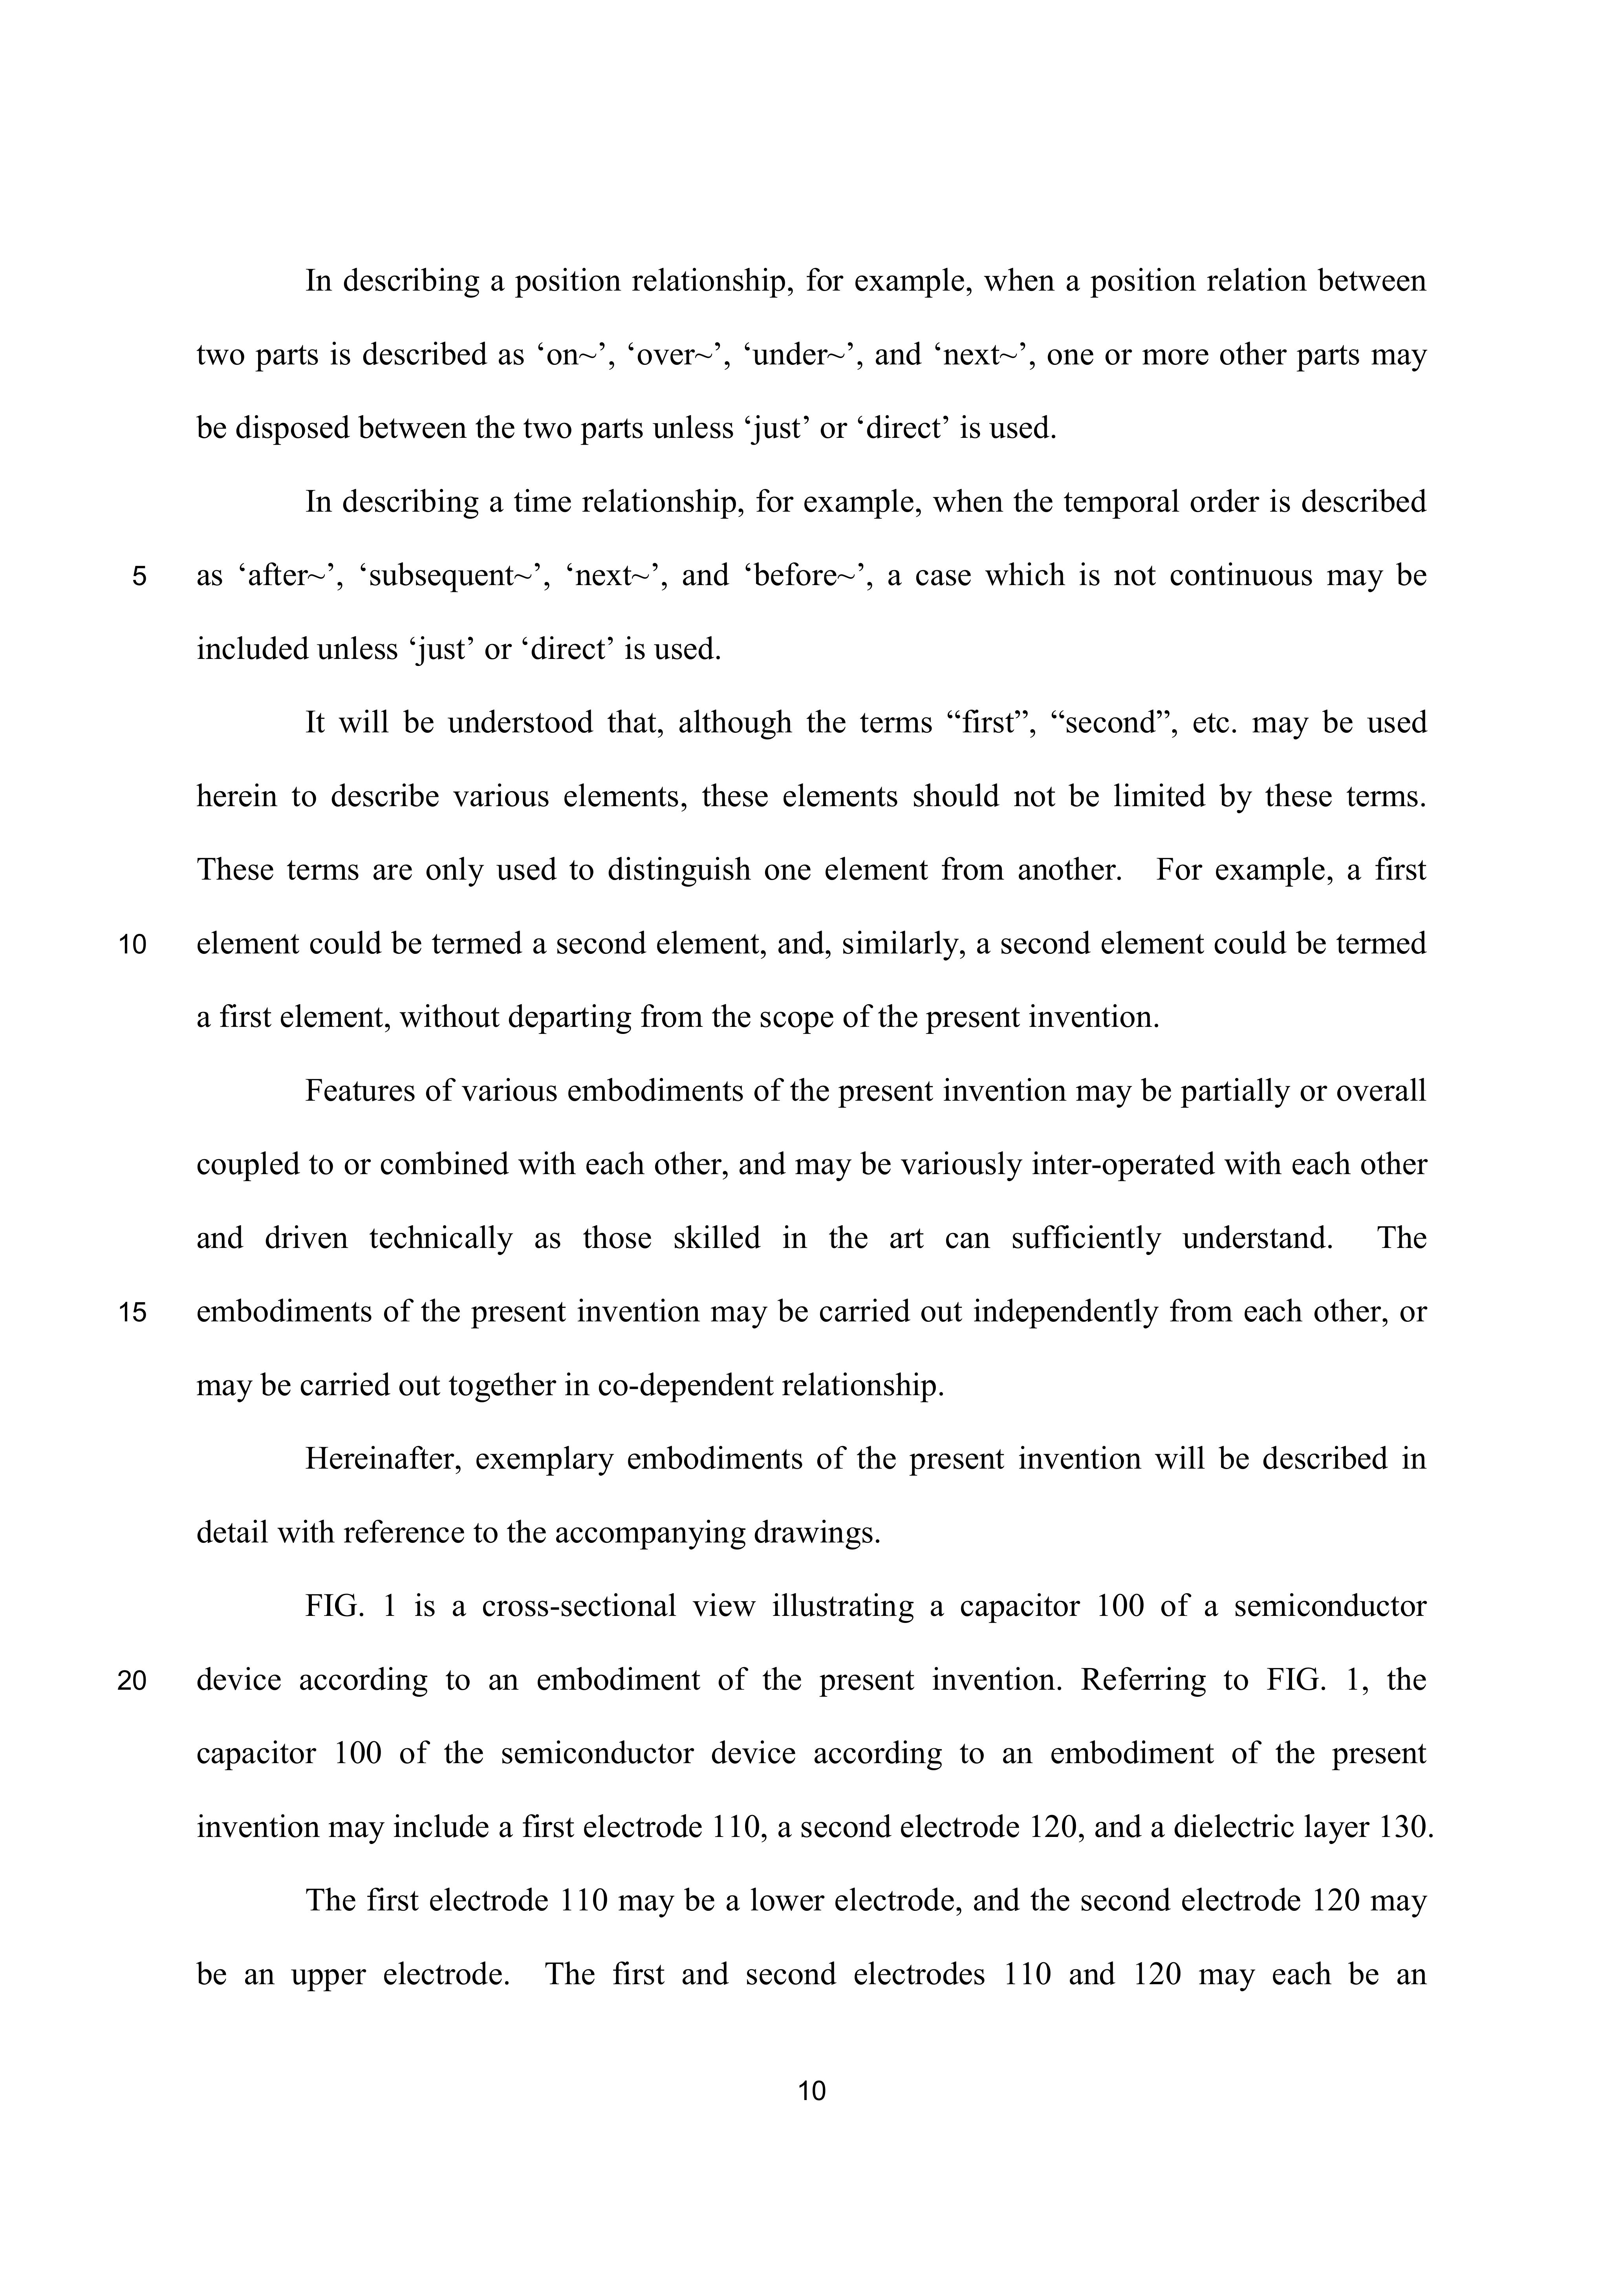 In describing a position relationship, for example, when a position relation between
two parts is described as ‘on~’, ‘over~’, ‘under~’, and ‘next~’, one or more other parts may
be disposed between the two parts unless ‘just’ or ‘direct’ is used.
In describing a time relationship, for example, when the temporal order is described
5 as ‘after~’, ‘subsequent~’, ‘next~’, and ‘before~’, a case which is not continuous may be
included unless ‘just’ or ‘direct’ is used.
It will be understood that, although the terms “first”, “second”, etc. may be used
herein to describe various elements, these elements should not be limited by these terms.
These terms are only used to distinguish one element from another. For example, a first
10 element could be termed a second element, and, similarly, a second element could be termed
a first element, without departing from the scope of the present invention.
Features of various embodiments of the present invention may be partially or overall
coupled to or combined with each other, and may be variously inter-operated with each other
and driven technically as those skilled in the art can sufficiently understand. The
15 embodiments of the present invention may be carried out independently from each other, or
may be carried out together in co-dependent relationship.
Hereinafter, exemplary embodiments of the present invention will be described in
detail with reference to the accompanying drawings.
FIG. 1 is a cross-sectional view illustrating a capacitor 100 of a semiconductor
20 device according to an embodiment of the present invention. Referring to FIG. 1, the
capacitor 100 of the semiconductor device according to an embodiment of the present
invention may include a first electrode 110, a second electrode 120, and a dielectric layer 130.
The first electrode 110 may be a lower electrode, and the second electrode 120 may
be an upper electrode. The first and second electrodes 110 and 120 may each be an
10